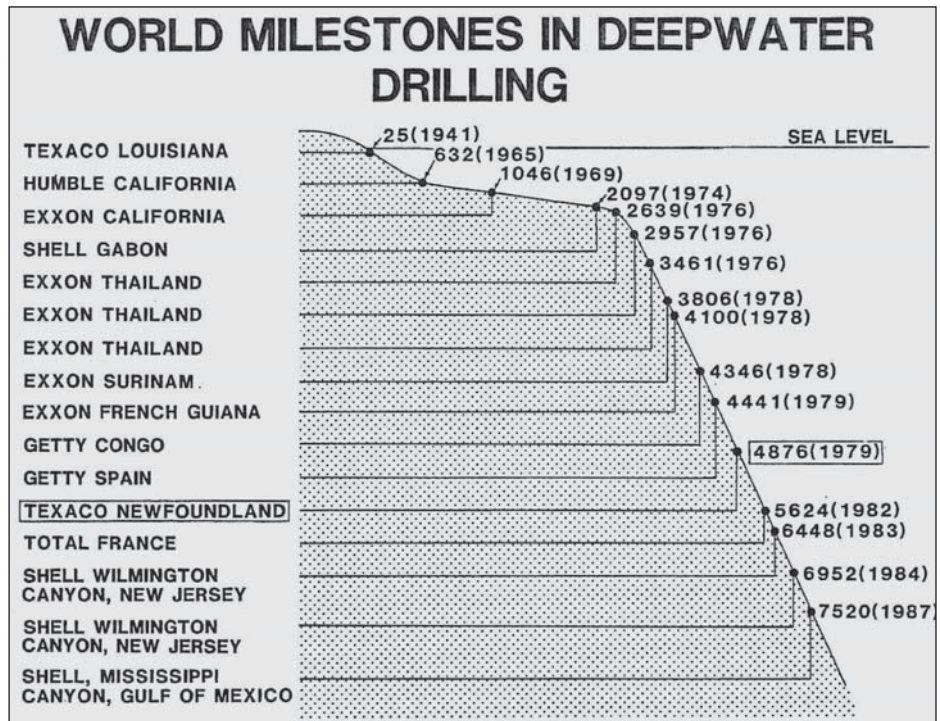 WORLD MILESTONES IN DEEPWATER
DRILLING
SEA LEVEL
TEXACO LOUISIANA
25(1941)
HUMBLE CALIFORNIA
632(1965)
EXXON CALIFORNIA
1046(1969)
SHELL GABON
2097(1974)
EXXON THAILAND
2639(1976)
EXXON THAILAND
2957(1976)
EXXON THAILAND
3461(1976)
EXXON SURINAM.
3806(1978)
EXXON FRENCH GUIANA
4100(1978)
GETTY CONGO
4346(1978)
GETTY SPAIN
4441(1979)
TEXACO NEWFOUNDLAND
4876(1979)
TOTAL FRANCE
5624(1982)
SHELL WILMINGTON
CANYON, NEW JERSEY
6448(1983)
SHELL WILMINGTON
CANYON, NEW JERSEY
6952(1984)
SHELL, MISSISSIPPI
CANYON, GULF OF MEXICO
7520(1987)